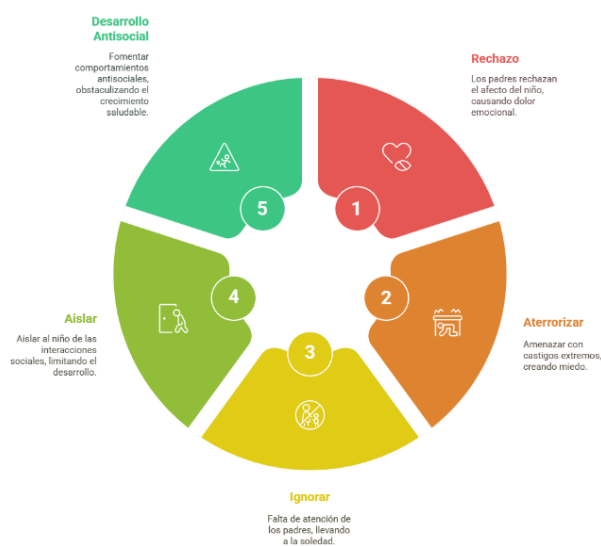 Desarrollo
Antisocial
Fomentar
comportamientos
antisociales,
obstaculizando el
crecimiento
saludable.
Rechazo
Los padres rechazan
el afecto del niño,
causando dolor
emocional.
1
5
2
4
3
Aterrorizar
Amenazar con
castigos extremos,
creando miedo.
Aislar
Aislar al niño de las
interacciones
sociales, limitando el
desarrollo.
Ignorar
Falta de atención de
los padres, llevando
a la soledad.